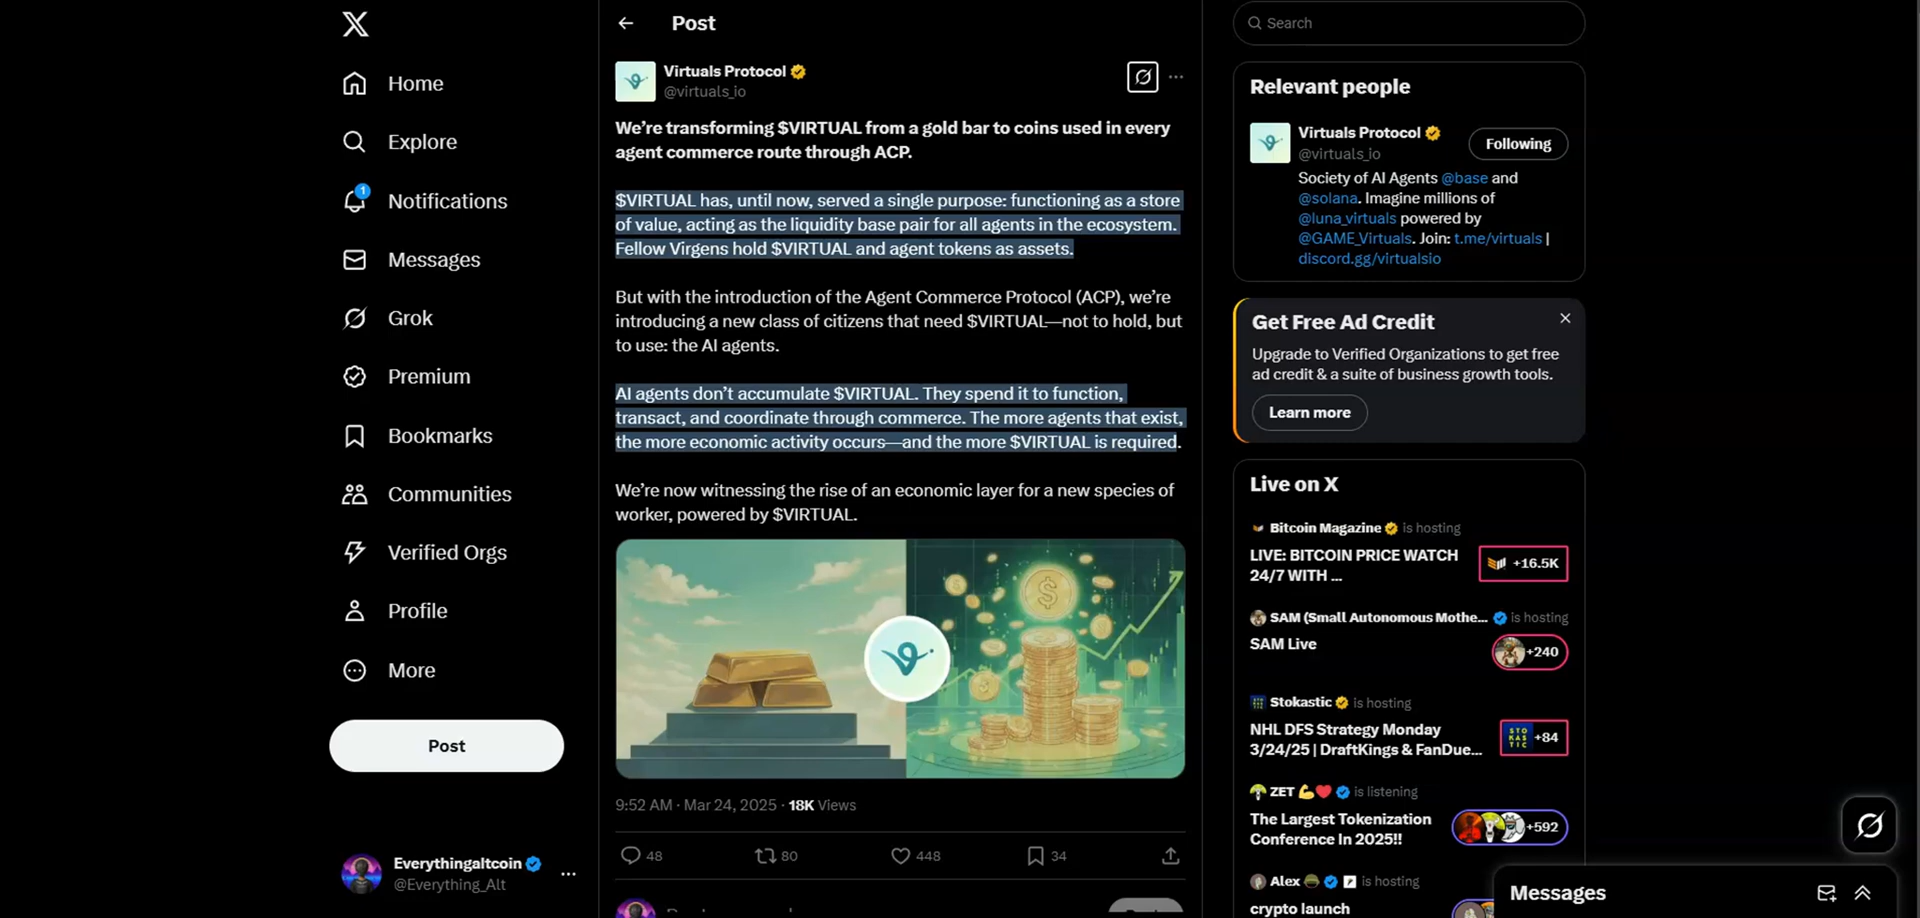 Home
Explore
1
Notifications
Messages
Grok
Premium
Bookmarks
Communities
Verified Orgs
Profile
More
Post
Everythingaltcoin
@Everything_Alt
Post
Virtuals Protocol
@virtuals_io
We’re transforming $VIRTUAL from a gold bar to coins used in every
agent commerce route through ACP.
$VIRTUAL has, until now, served a single purpose: functioning as a store
of value, acting as the liquidity base pair for all agents in the ecosystem.
Fellow Virgens hold $VIRTUAL and agent tokens as assets.
But with the introduction of the Agent Commerce Protocol (ACP), we’re
introducing a new class of citizens that need $VIRTUAL—not to hold, but
to use: the AI agents.
AI agents don’t accumulate $VIRTUAL. They spend it to function,
transact, and coordinate through commerce. The more agents that exist,
the more economic activity occurs—and the more $VIRTUAL is required.
We’re now witnessing the rise of an economic layer for a new species of
worker, powered by $VIRTUAL.
9:52 AM · Mar 24, 2025 · 18K Views
48
80
448
34
Search
Relevant people
Virtuals Protocol
@virtuals_io
Following
Society of AI Agents @base and
@solana. Imagine millions of
@luna_virtuals powered by
@GAME_Virtuals. Join: t.me/virtuals |
discord.gg/virtualsio
Get Free Ad Credit
Upgrade to Verified Organizations to get free
ad credit & a suite of business growth tools.
Learn more
Live on X
Bitcoin Magazine is hosting
LIVE: BITCOIN PRICE WATCH
24/7 WITH ...
+16.5K
SAM (Small Autonomous Mothe... is hosting
SAM Live
+240
Stokastic is hosting
NHL DFS Strategy Monday
3/24/25 | DraftKings & FanDue...
STO
KAS
TIC
+84
ZET 💪❤️ is listening
The Largest Tokenization
Conference In 2025!!
+592
Alex is hosting
crypto launch
Messages